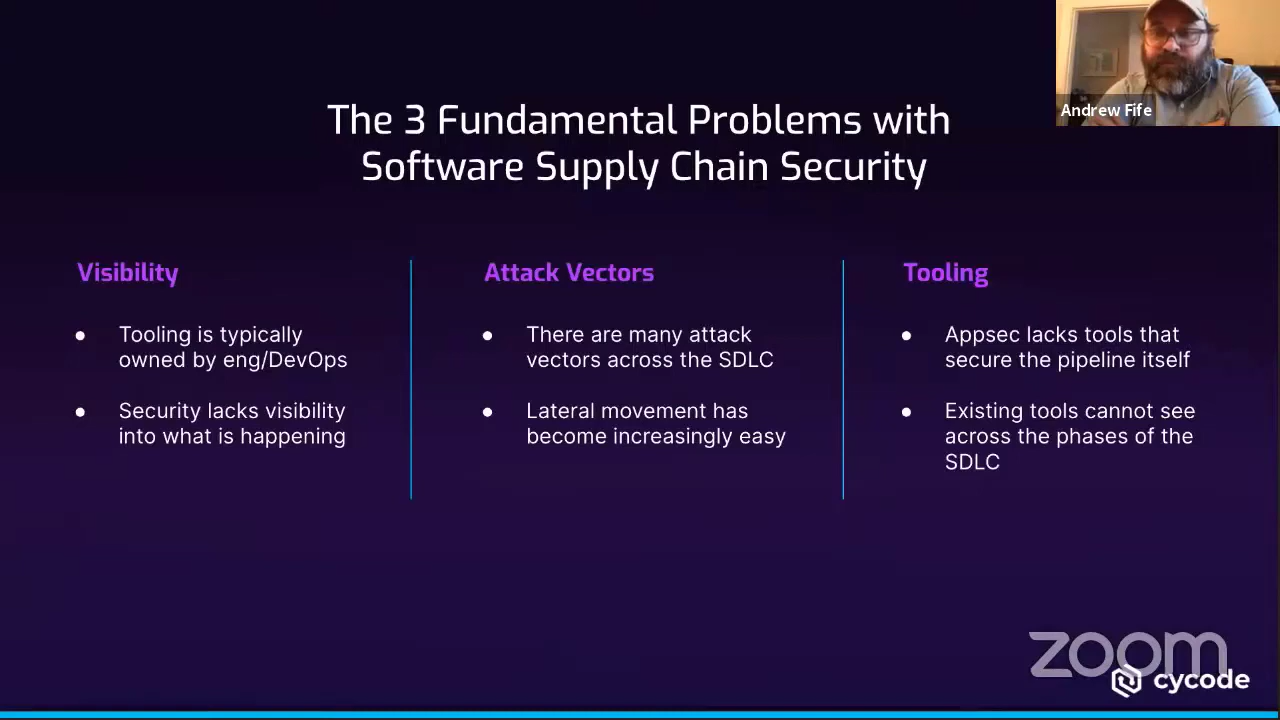 Andrew Fife
The 3 Fundamental Problems with
Software Supply Chain Security
Visibility
● Tooling is typically
owned by eng/DevOps
● Security lacks visibility
into what is happening
Attack Vectors
● There are many attack
vectors across the SDLC
● Lateral movement has
become increasingly easy
Tooling
● Appsec lacks tools that
secure the pipeline itself
● Existing tools cannot see
across the phases of the
SDLC
zoom
cycode